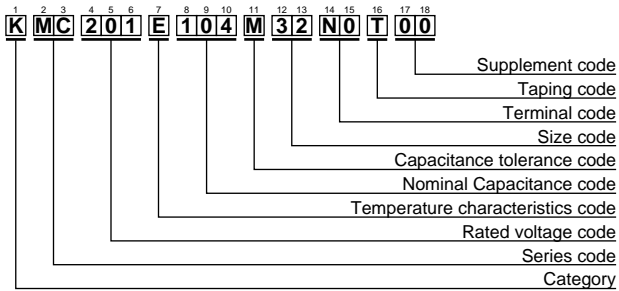 1 2 3 4 5 6 7 8 9 10 11 12 13 14 15 16 17 18
K MC 201 E 104 M 32 N0 T 00
Supplement code
Taping code
Terminal code
Size code
Capacitance tolerance code
Nominal Capacitance code
Temperature characteristics code
Rated voltage code
Series code
Category